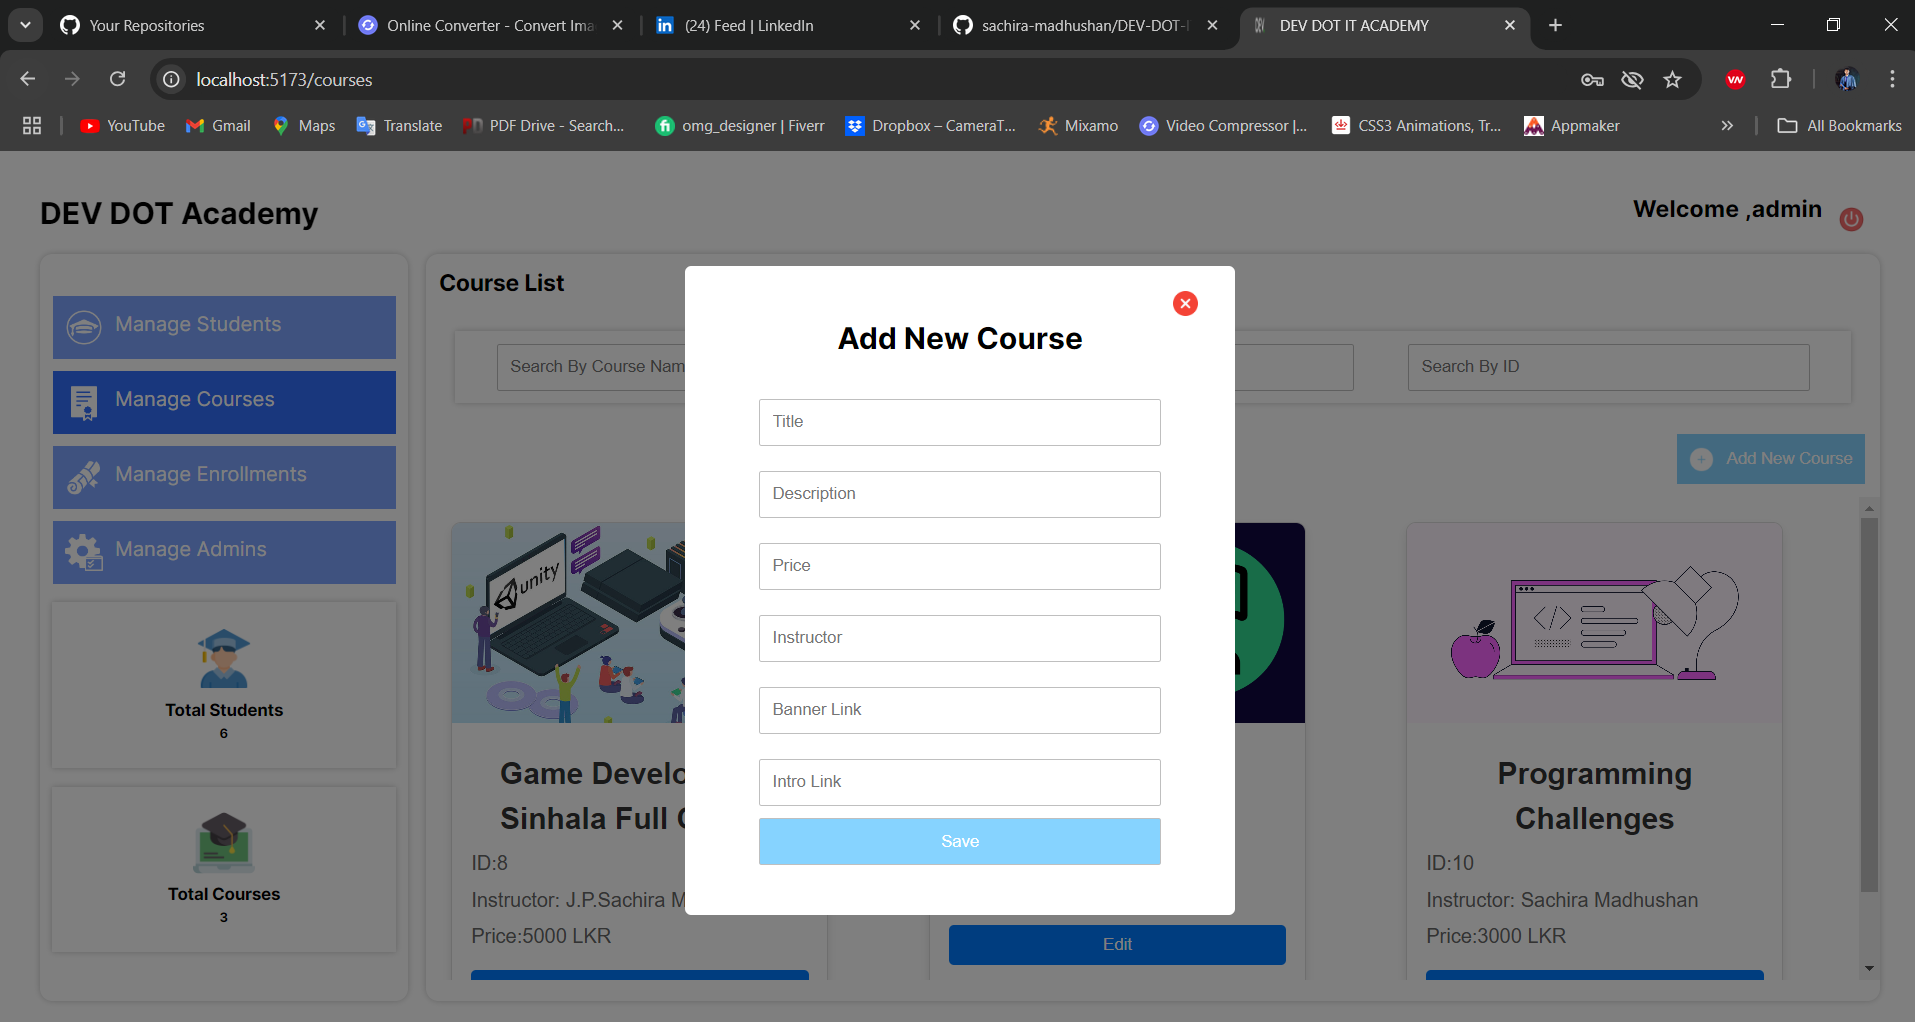 Your Repositories
Online Converter - Convert Ima
(24) Feed | LinkedIn
sachira-madhushan/DEV-DOT-
DEV DOT IT ACADEMY
localhost:5173/courses
YouTube
Gmail
Maps
Translate
PDF Drive - Search...
omg_designer | Fiverr
Dropbox – CameraT...
Mixamo
Video Compressor |...
CSS3 Animations, Tr...
Appmaker
All Bookmarks
DEV DOT Academy
Welcome ,admin
Manage Students
Manage Courses
Manage Enrollments
Manage Admins
Total Students
6
Total Courses
3
Course List
Search By Course Nam
Search By ID
Add New Course
unity
Game Develo
Sinhala Full
ID:8
Instructor: J.P.Sachira M
Price:5000 LKR
Edit
Programming
Challenges
ID:10
Instructor: Sachira Madhushan
Price:3000 LKR
Add New Course
Title
Description
Price
Instructor
Banner Link
Intro Link
Save